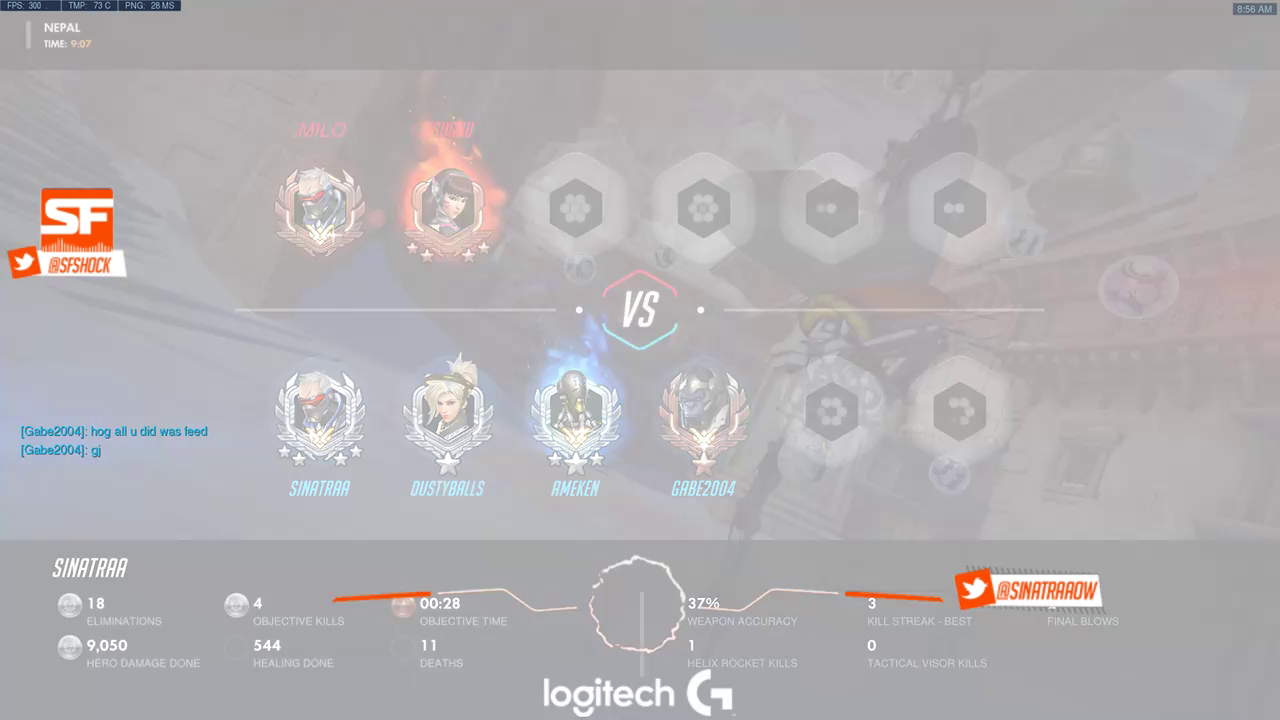 FPS: 300
TMP: 73 C
PNG: 28 MS
8:56 AM
NEPAL
TIME: 9:07
MILO
SF
@SFSHOCK
VS
[Gabe2004]: hog all u did was feed
[Gabe2004]: gj
SINATRAA
DUSTYBALLS
AMEKEN
GABE2004
SINATRAA
18
ELIMINATIONS
4
OBJECTIVE KILLS
00:28
OBJECTIVE TIME
37%
WEAPON ACCURACY
3
KILL STREAK - BEST
FINAL BLOWS
@SINATRAAOW
9,050
HERO DAMAGE DONE
544
HEALING DONE
11
DEATHS
1
HELIX ROCKET KILLS
0
TACTICAL VISOR KILLS
logitech G